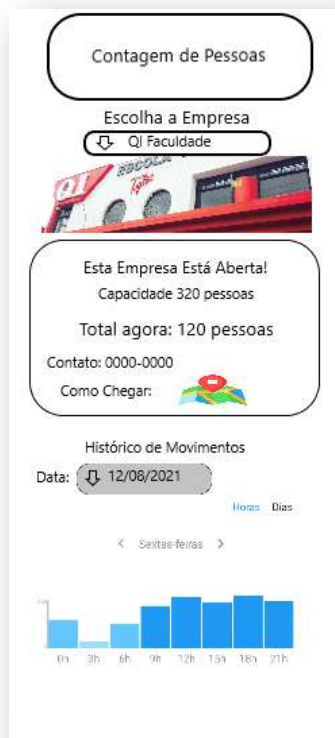 Contagem de Pessoas
Escolha a Empresa
QI Faculdade
QI
ESCOLA
Esta Empresa Está Aberta!
Capacidade 320 pessoas
Total agora: 120 pessoas
Contato: 0000-0000
Como Chegar:
Histórico de Movimentos
Data: 12/08/2021
Horas Dias
< Sextas-feiras >
0h 3h 6h 9h 12h 15h 18h 21h